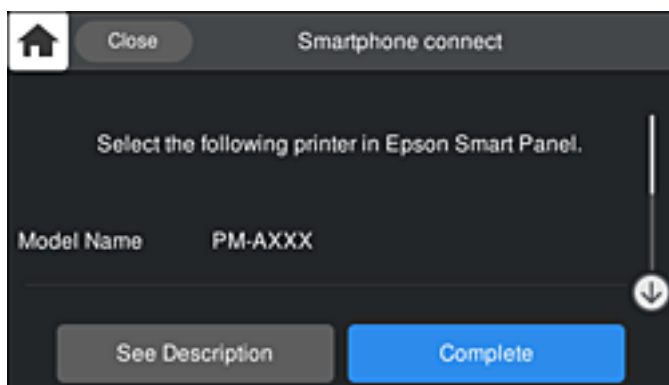 Close
Smartphone connect
Select the following printer in Epson Smart Panel.
Model Name PM-AXXX
See Description
Complete